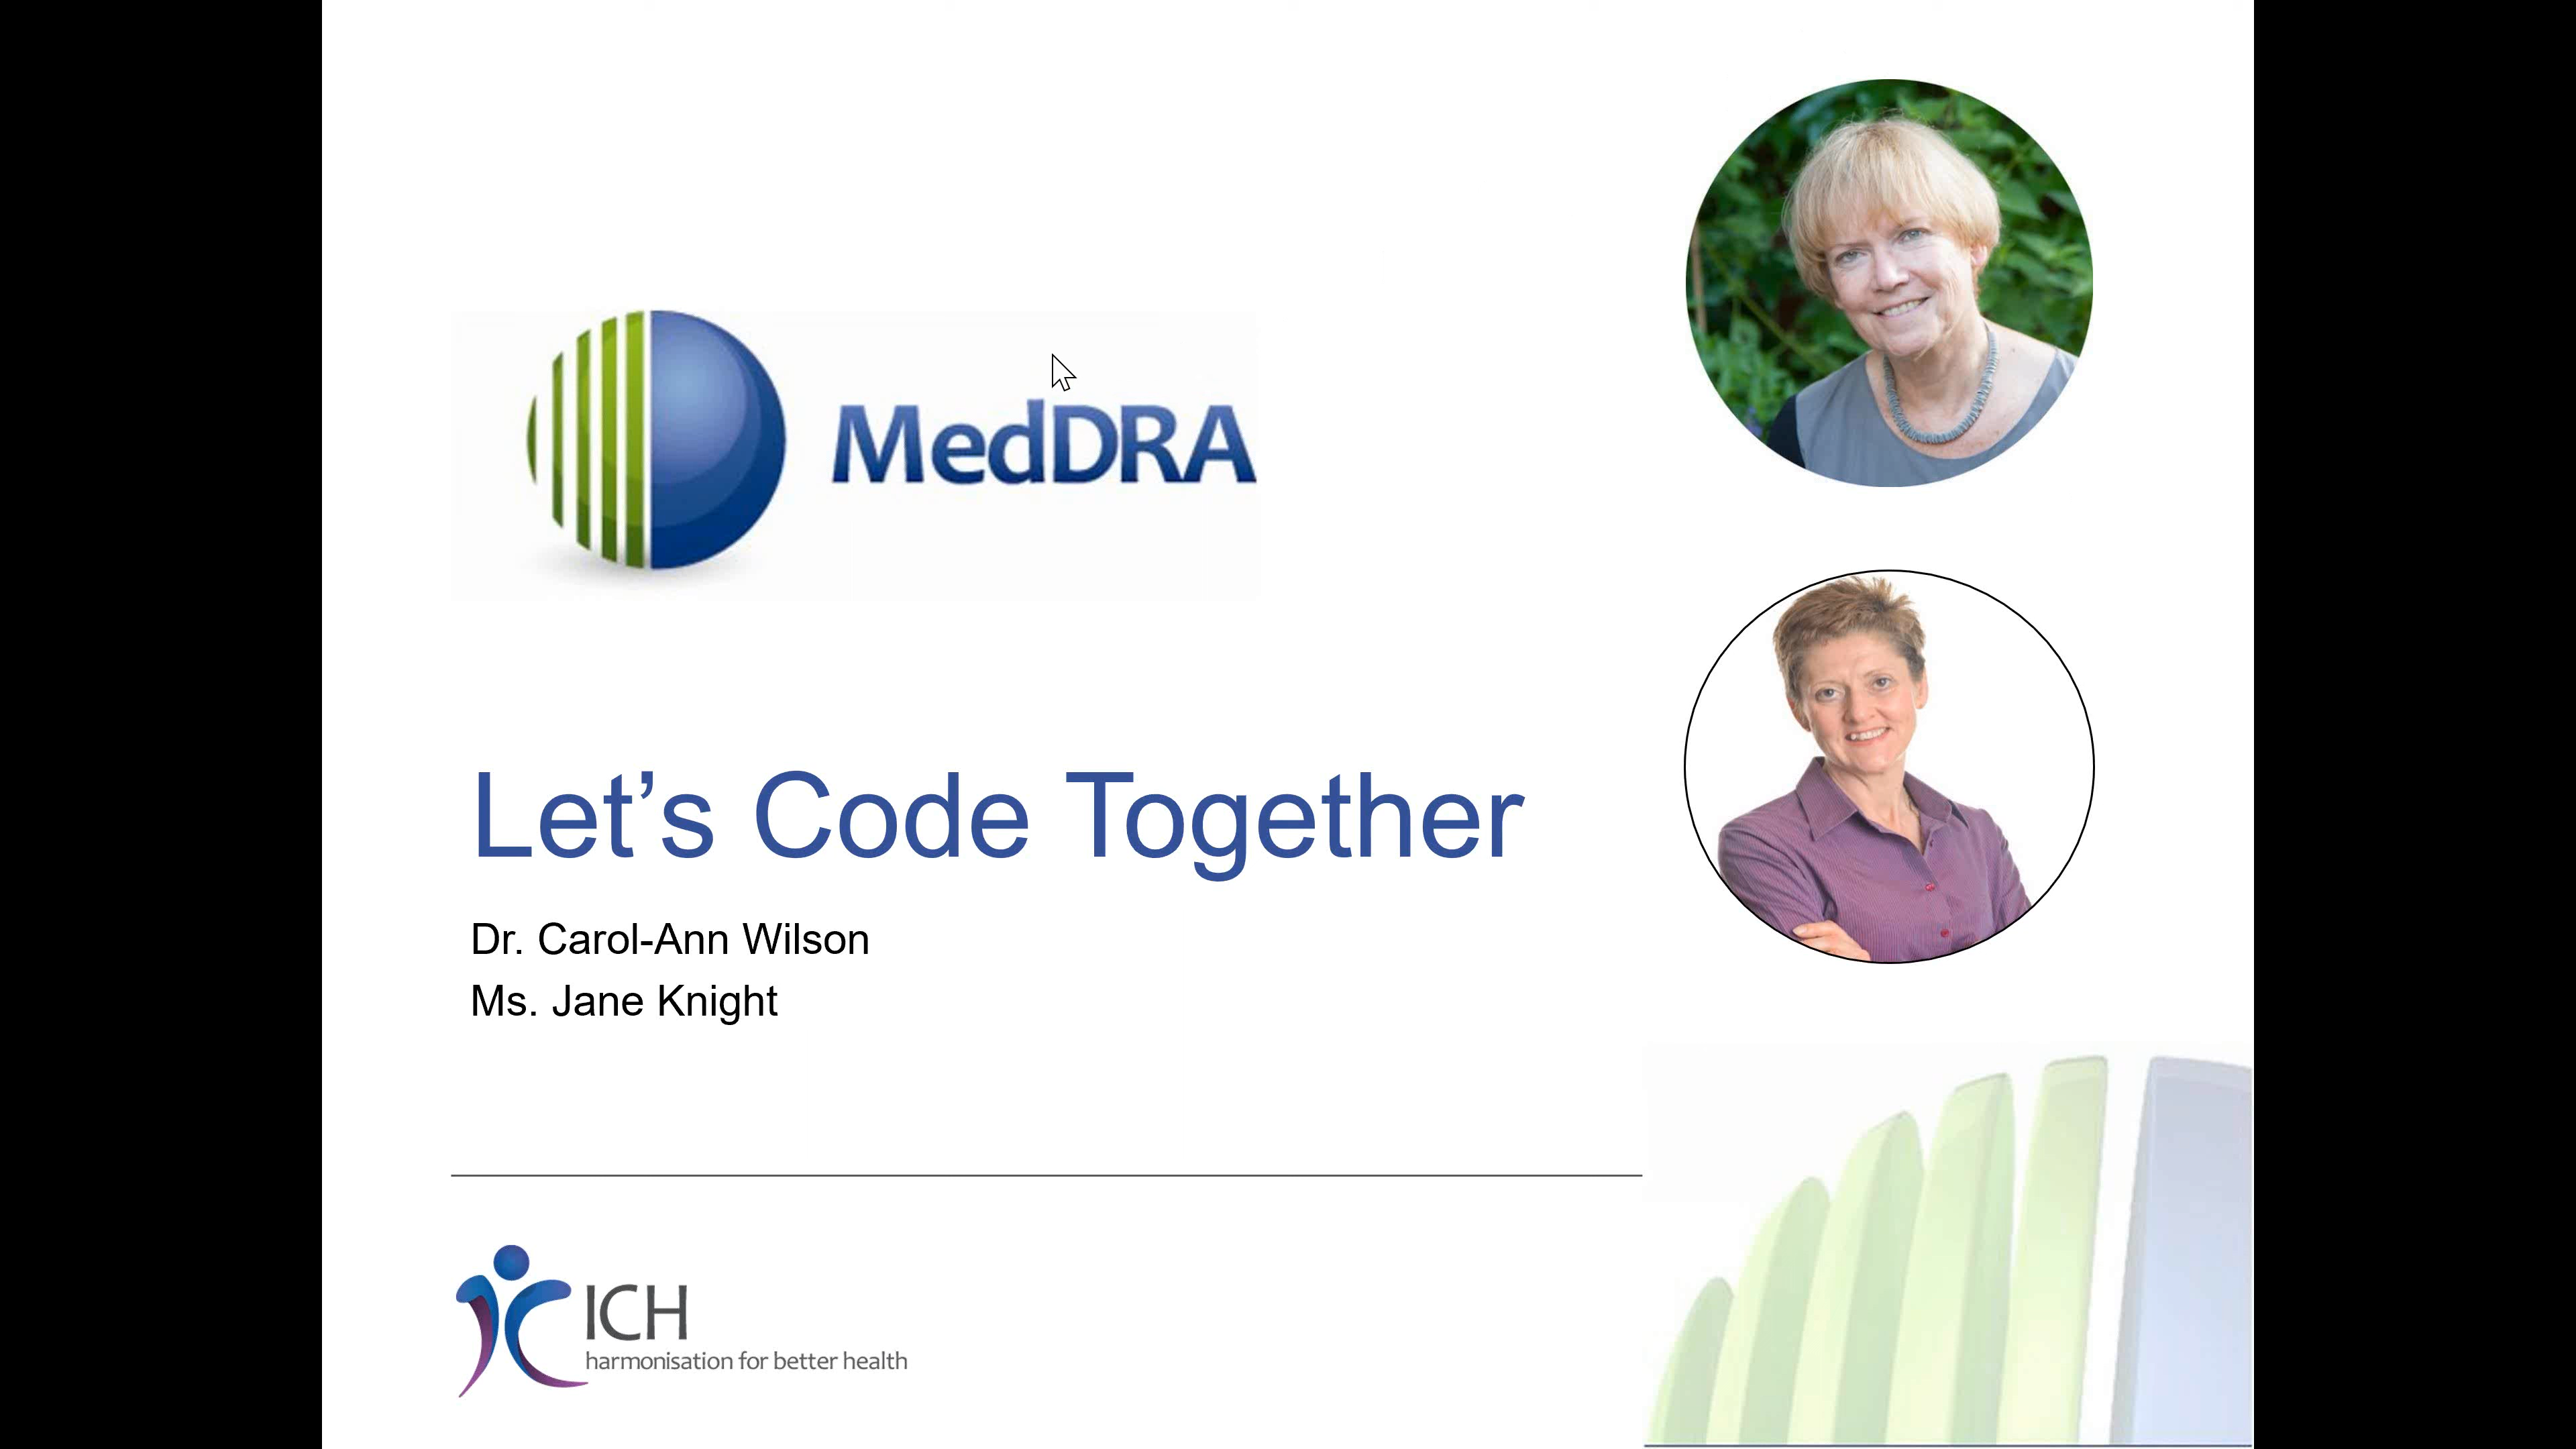 MedDRA
Let’s Code Together
Dr. Carol-Ann Wilson
Ms. Jane Knight
ICH
harmonisation for better health